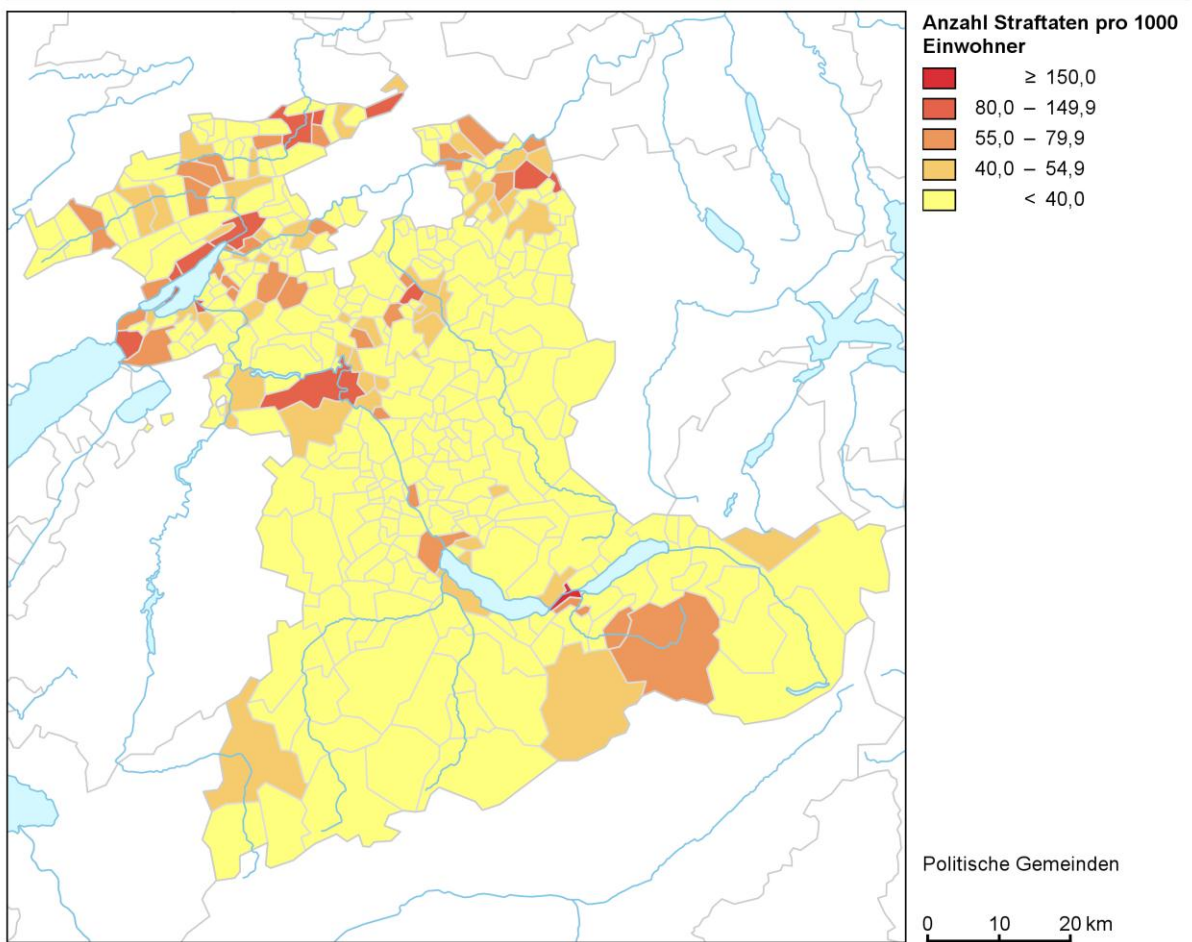 Anzahl Straftaten pro 1000
Einwohner
≥ 150,0
80,0 – 149,9
55,0 – 79,9
40,0 – 54,9
< 40,0
Politische Gemeinden
0 10 20 km